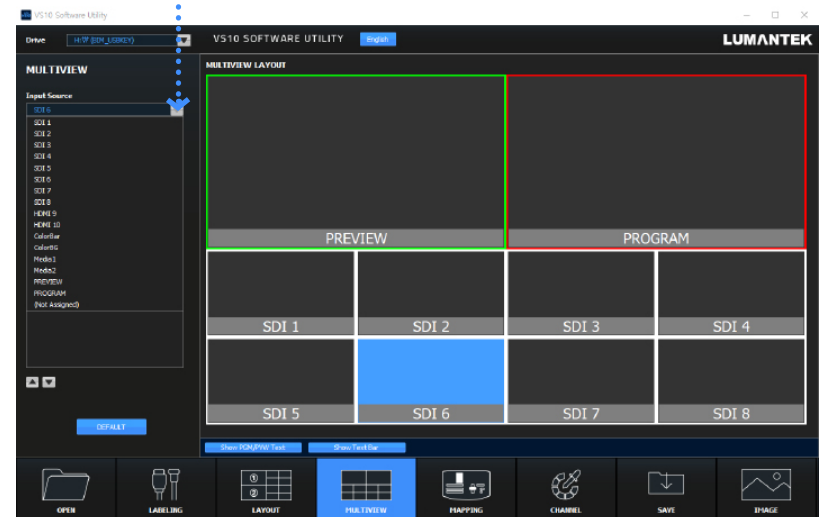 VS10 Software Utility
Drive
VS10 SOFTWARE UTILITY
English
LUMANTEK
MULTIVIEW
MULTIVIEW LAYOUT
Input Source
SDI 6
SDI 1
SDI 2
SDI 3
SDI 4
SDI 5
SDI 6
SDI 7
SDI 8
HDMI 9
HDMI 10
ColorBar
ColorBG
Media1
Media2
PREVIEW
PROGRAM
(Not Assigned)
PREVIEW
PROGRAM
SDI 1
SDI 2
SDI 3
SDI 4
SDI 5
SDI 6
SDI 7
SDI 8
DEFAULT
Show PGM/PVW Text
Show Text Bar
OPEN
LABELING
LAYOUT
MULTIVIEW
MAPPING
CHANNEL
SAVE
IMAGE